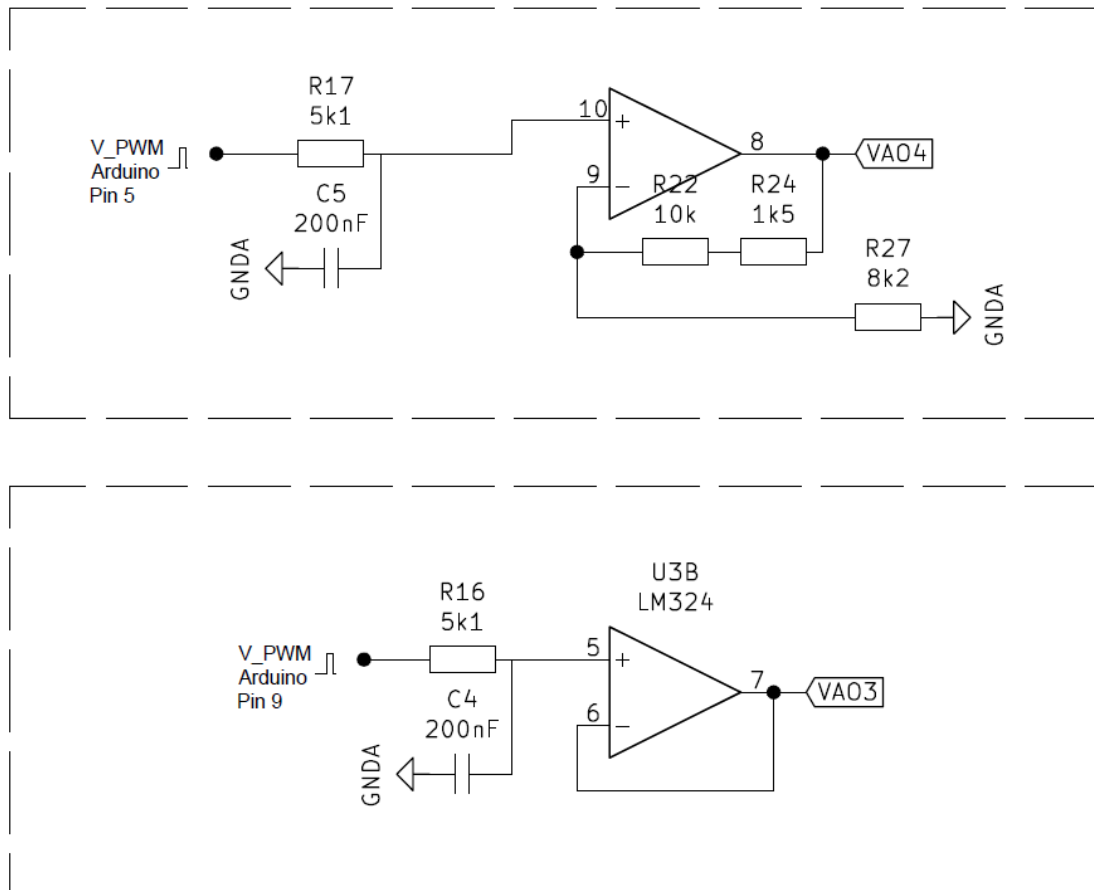 R17
5k1
V_PWM
Arduino
Pin 5
C5
200nF
GNDA
10
+
9
−
8
VAO4
R22
10k
R24
1k5
R27
8k2
GNDA
U3B
LM324
R16
5k1
V_PWM
Arduino
Pin 9
C4
200nF
GNDA
5
+
6
−
7
VAO3